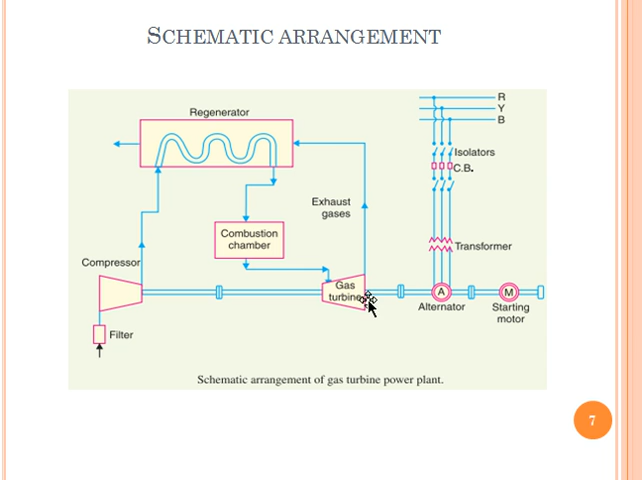 SCHEMATIC ARRANGEMENT
Regenerator
R
Y
B
Isolators
C.B.
Exhaust
gases
Combustion
chamber
Transformer
Compressor
Gas
turbine
A
M
Alternator
Starting
motor
Filter
Schematic arrangement of gas turbine power plant.
7